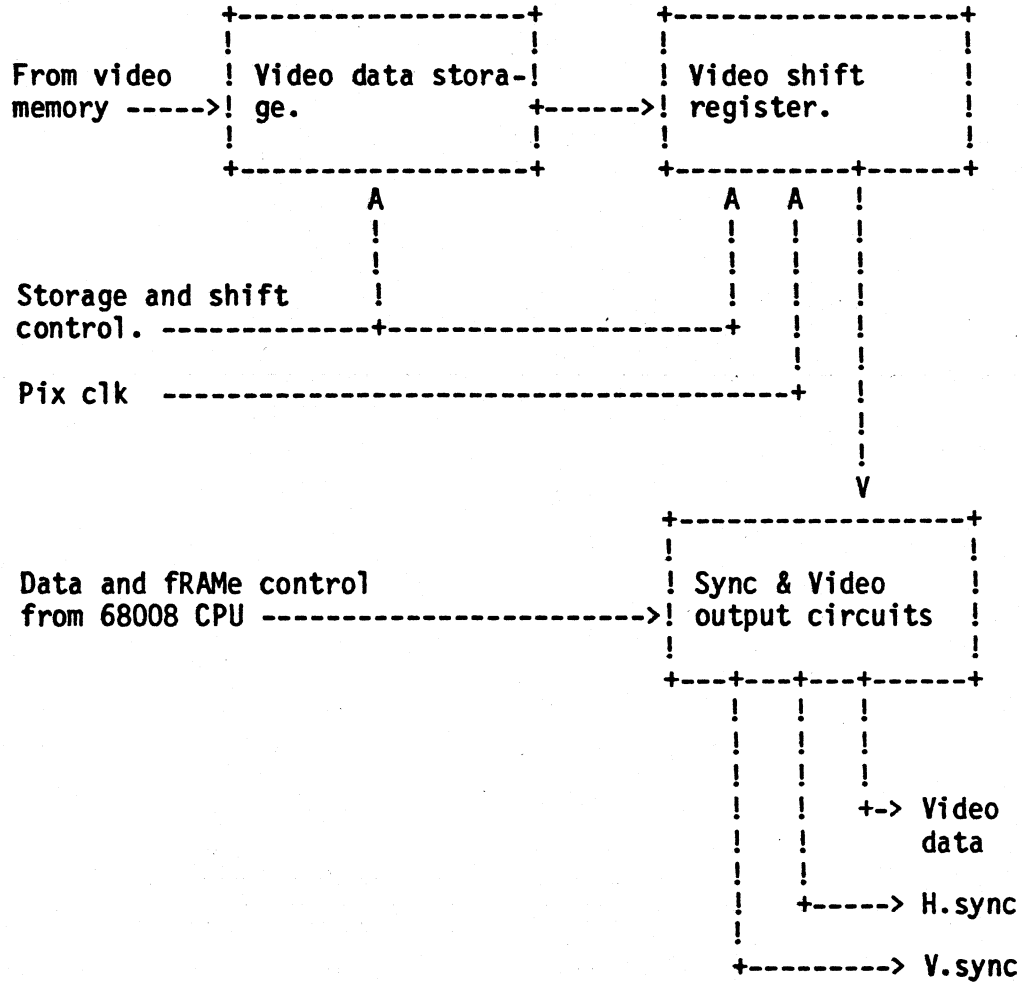 From video
memory
Video data stora-
ge.
Video shift
register.
Storage and shift
control.
Pix clk
Data and fRAMe control
from 68008 CPU
Sync & Video
output circuits
Video
data
H.sync
V.sync